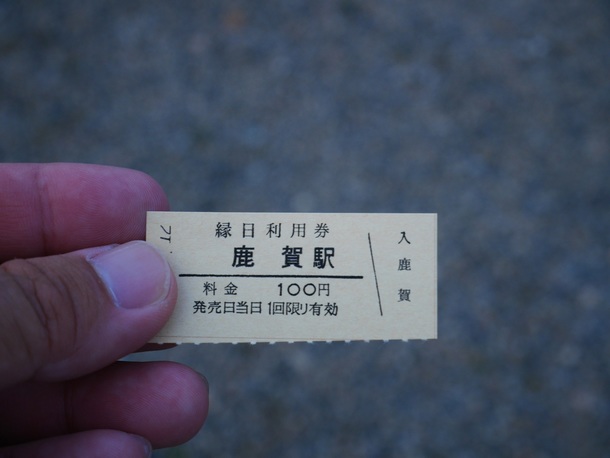 縁日利用券
鹿賀駅
料金 100円
発売日当日1回限り有効
入
鹿
賀